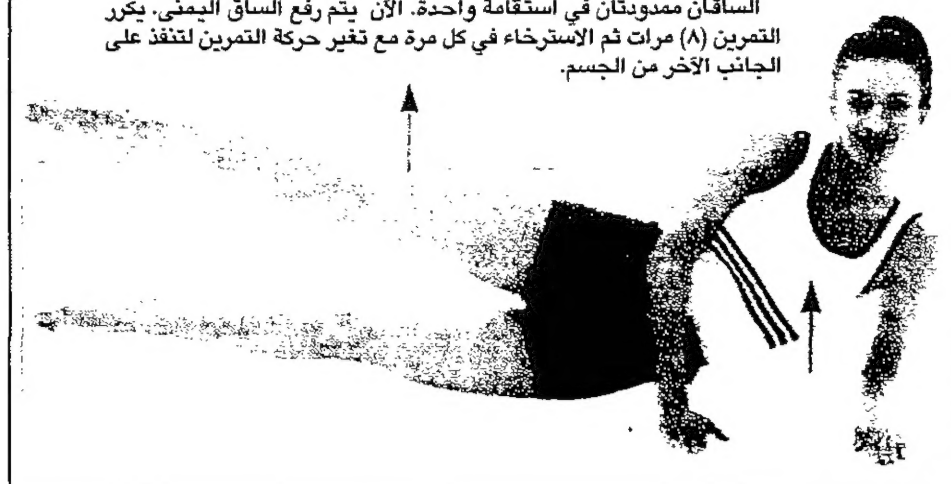 الساقان ممدودتان في استقامة واحدة. الآن يتم رفع الساق اليمنى. يكرر
التمرين (٨) مرات ثم الاسترخاء في كل مرة مع تغير حركة التمرين لتنفذ على
الجانب الآخر من الجسم.